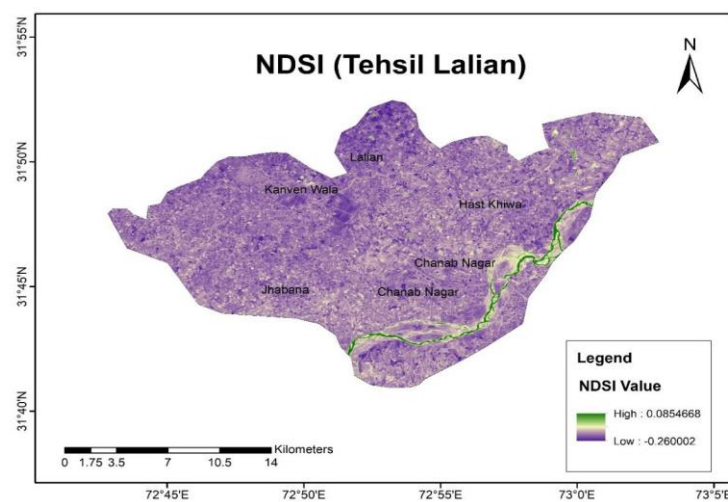 NDSI (Tehsil Lalian)
N
31°55'N
31°50'N
31°45'N
31°40'N
Lalian
Kanven Wala
Hast Khiwa
Chanab Nagar
Jhabana
Chanab Nagar
Legend
NDSI Value
High : 0.0854668
Low : -0.260002
Kilometers
0 1.75 3.5 7 10.5 14
72°45'E 72°50'E 72°55'E 73°0'E 73°5'E